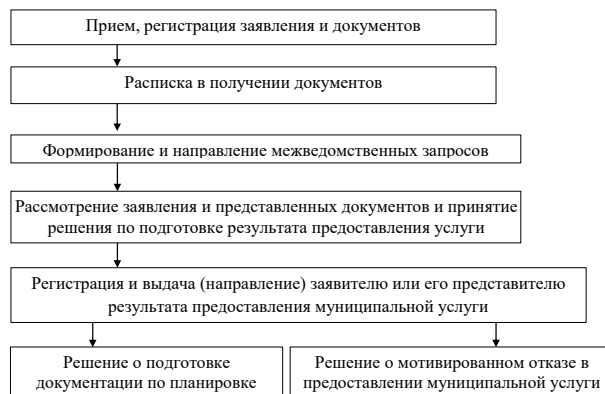 Прием, регистрация заявления и документов
Расписка в получении документов
Формирование и направление межведомственных запросов
Рассмотрение заявления и представленных документов и принятие
решения по подготовке результата предоставления услуги
Регистрация и выдача (направление) заявителю или его представителю
результата предоставления муниципальной услуги
Решение о подготовке
документации по планировке
Решение о мотивированном отказе в
предоставлении муниципальной услуги